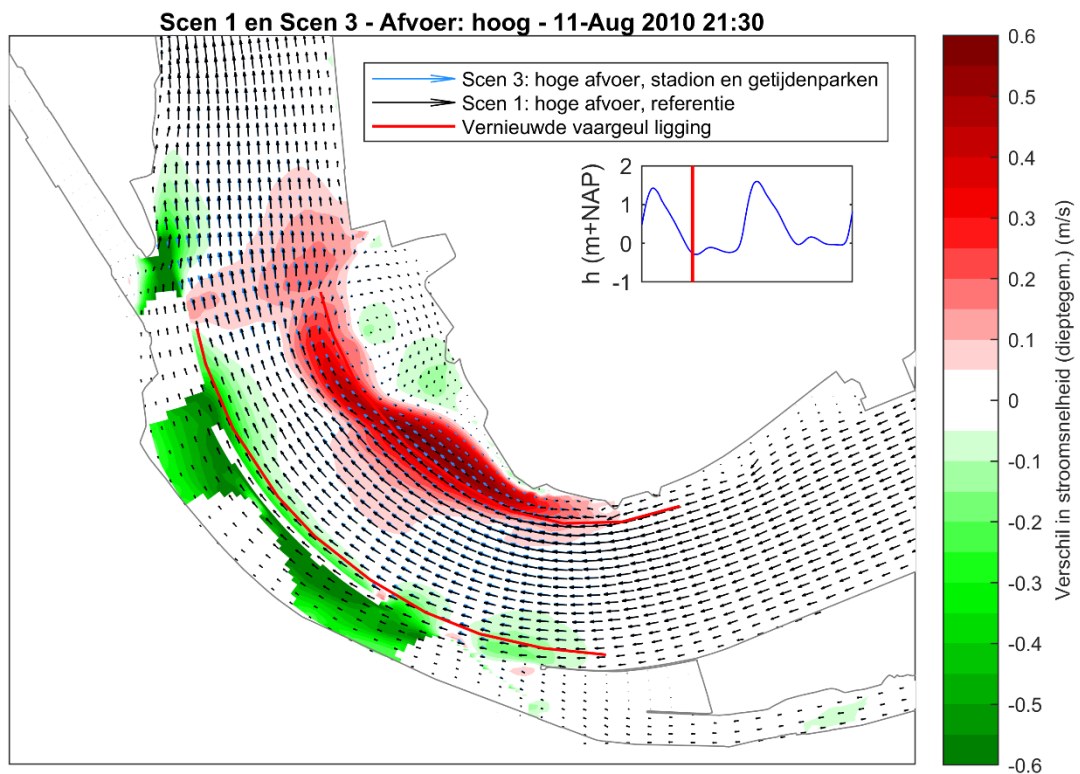 Scen 1 en Scen 3 - Afvoer: hoog - 11-Aug 2010 21:30
Scen 3: hoge afvoer, stadion en getijdenparken
Scen 1: hoge afvoer, referentie
Vernieuwde vaargeul ligging
h (m+NAP)
2
1
0
-1
0.6
0.5
0.4
0.3
0.2
0.1
0
-0.1
-0.2
-0.3
-0.4
-0.5
-0.6
Verschil in stroomsnelheid (dieptegem.) (m/s)